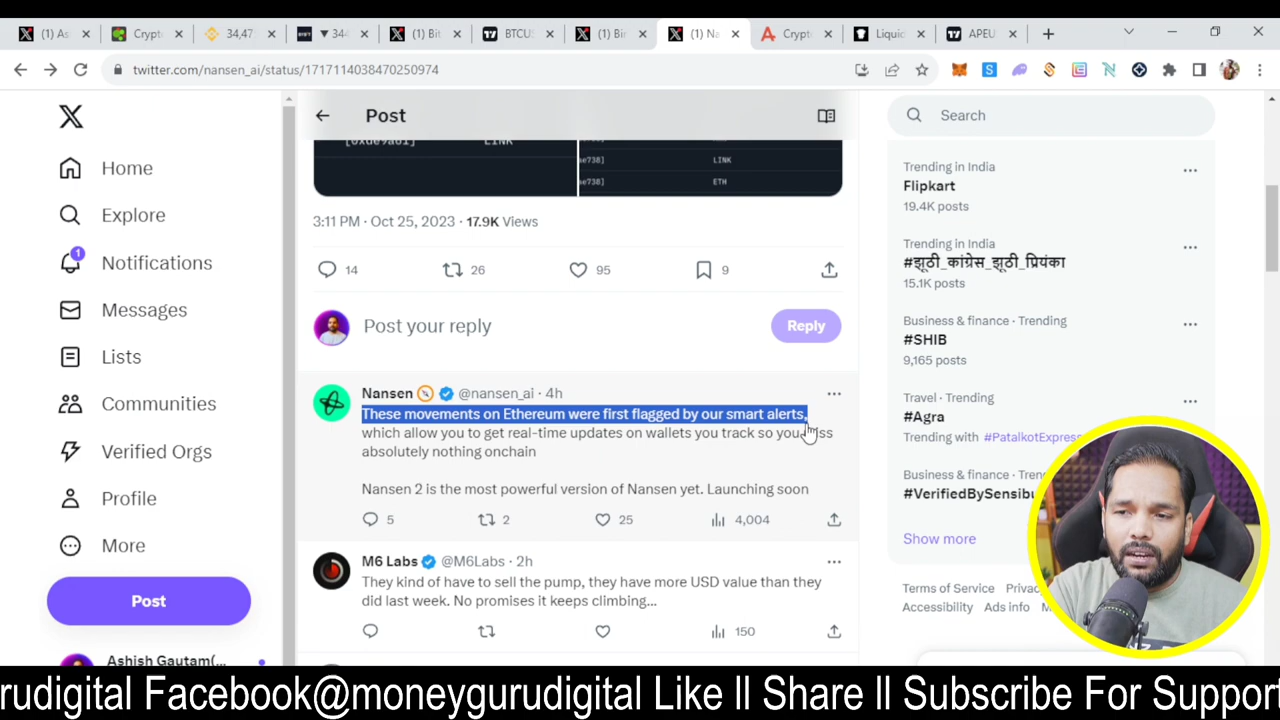 (1) As
Crypt
34,47
344
(1) Bit
BTCUS
(1) Bin
(1) Na
Crypt
Liquid
APEU
twitter.com/nansen_ai/status/1717114038470250974
Home
Explore
1
Notifications
Messages
Lists
Communities
Verified Orgs
Profile
More
Post
Ashish Gautam(...
Post
LINK
LINK
ETH
3:11 PM · Oct 25, 2023 · 17.9K Views
14 26 95 9
Post your reply
Reply
Nansen @nansen_ai · 4h
These movements on Ethereum were first flagged by our smart alerts,
which allow you to get real-time updates on wallets you track so you
absolutely nothing onchain
Nansen 2 is the most powerful version of Nansen yet. Launching soon
5 2 25 4,004
M6 Labs @M6Labs · 2h
They kind of have to sell the pump, they have more USD value than they
did last week. No promises it keeps climbing...
150
Search
Trending in India
Flipkart
19.4K posts
Trending in India
#झूठी_कांग्रेस_झूठी_प्रियंका
15.1K posts
Business & finance · Trending
#SHIB
9,165 posts
Travel · Trending
#Agra
Trending with #PatalkotExpress
Business & finance · Trend
#VerifiedBySensibu
Show more
Terms of Service Privac
Accessibility Ads info M
rudigital Facebook@moneygurudigital Like ll Share ll Subscribe For Support